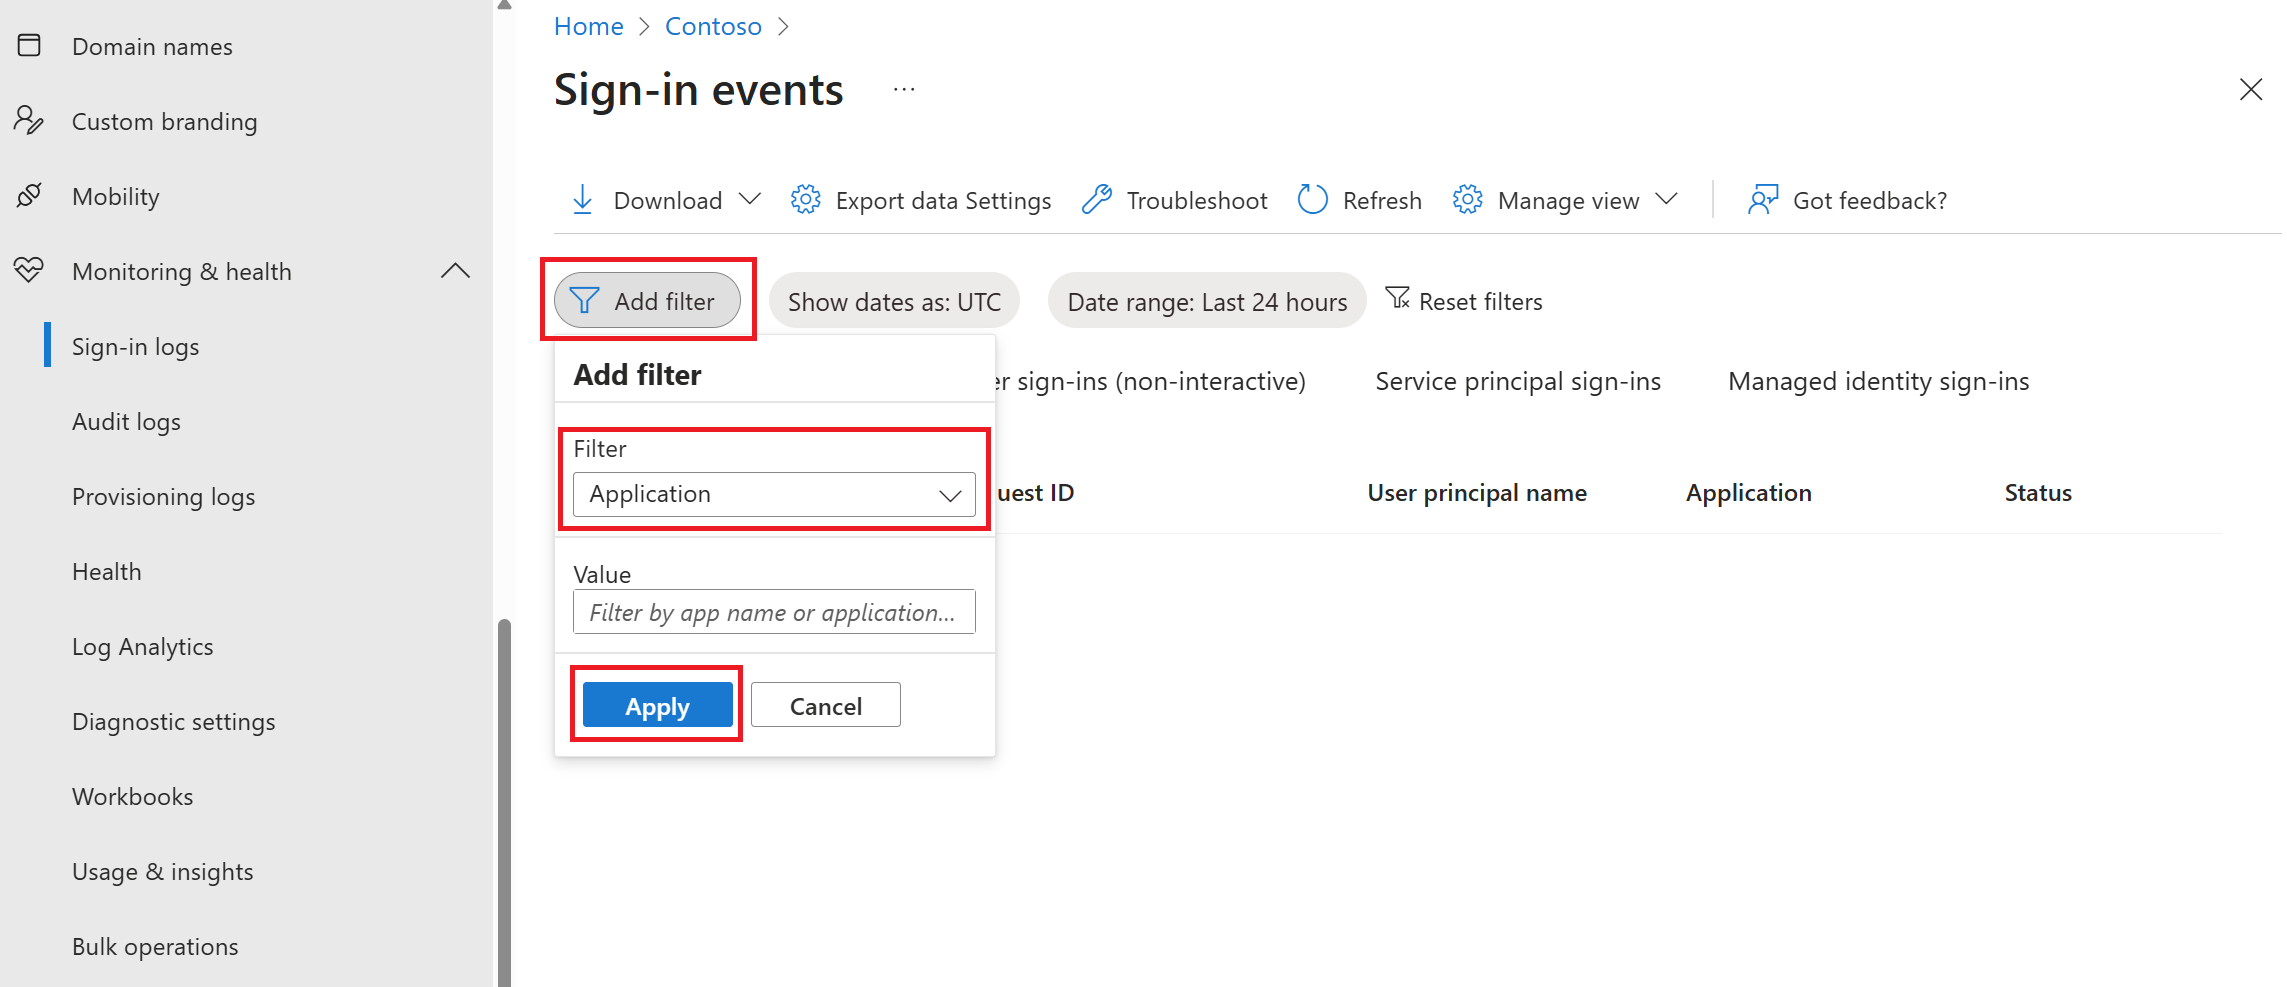 Domain names
Custom branding
Mobility
Monitoring & health
Sign-in logs
Audit logs
Provisioning logs
Health
Log Analytics
Diagnostic settings
Workbooks
Usage & insights
Bulk operations
Home > Contoso >
Sign-in events ...
Download Export data Settings Troubleshoot Refresh Manage view Got feedback?
Add filter Show dates as: UTC Date range: Last 24 hours Reset filters
er sign-ins (non-interactive) Service principal sign-ins Managed identity sign-ins
uest ID User principal name Application Status
Add filter
Filter
Application
Value
Filter by app name or application...
Apply Cancel